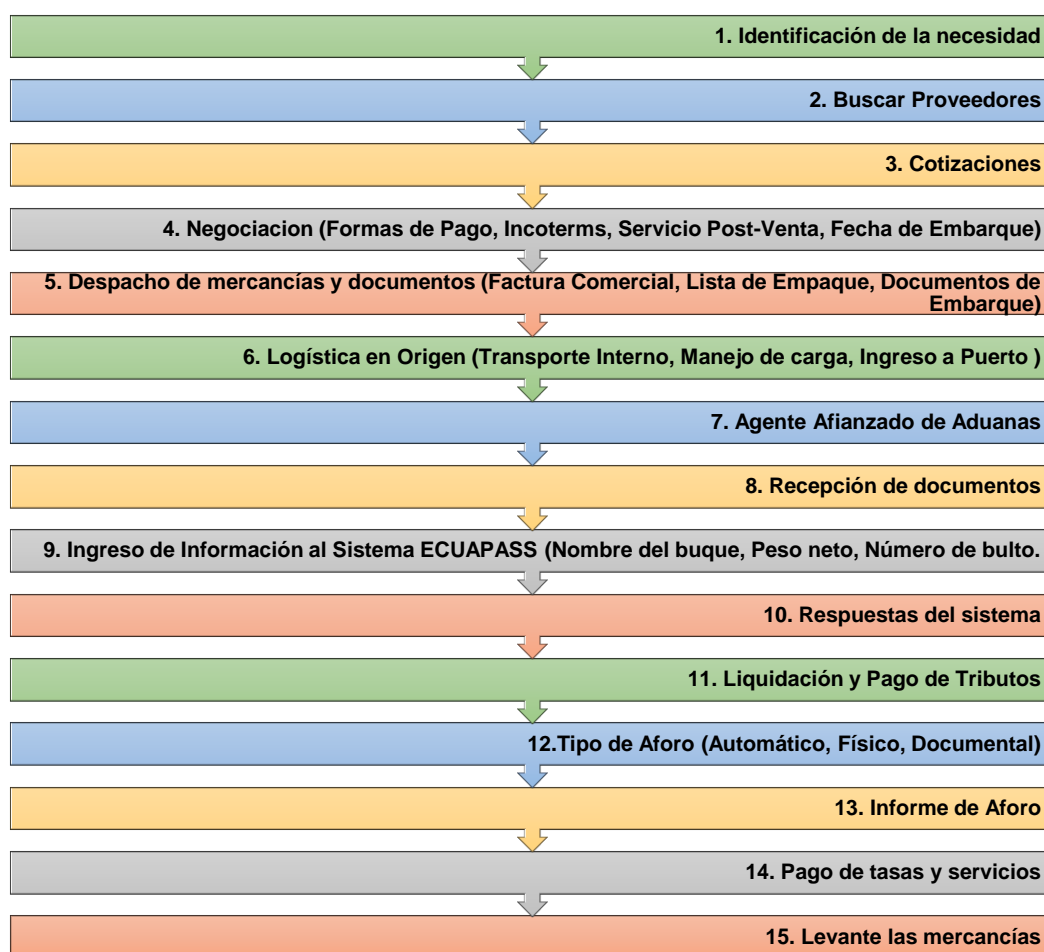 1. Identificación de la necesidad
2. Buscar Proveedores
3. Cotizaciones
4. Negociacion (Formas de Pago, Incoterms, Servicio Post-Venta, Fecha de Embarque)
5. Despacho de mercancías y documentos (Factura Comercial, Lista de Empaque, Documentos de
Embarque)
6. Logística en Origen (Transporte Interno, Manejo de carga, Ingreso a Puerto )
7. Agente Afianzado de Aduanas
8. Recepción de documentos
9. Ingreso de Información al Sistema ECUAPASS (Nombre del buque, Peso neto, Número de bulto.
10. Respuestas del sistema
11. Liquidación y Pago de Tributos
12.Tipo de Aforo (Automático, Físico, Documental)
13. Informe de Aforo
14. Pago de tasas y servicios
15. Levante las mercancías